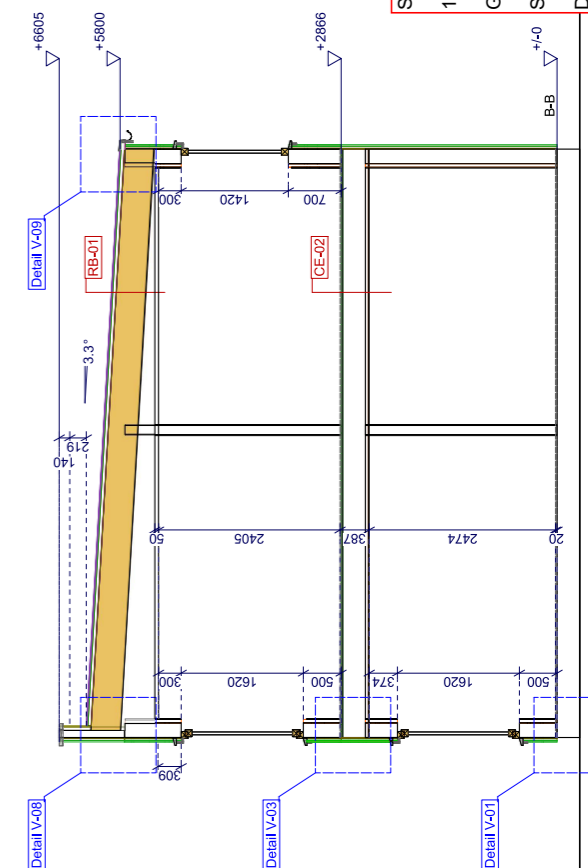 +6605
+5800
+2866
+/-0
B-B
Detail V-09
RB-01
CE-02
3.3°
219
140
300
1420
700
50
2405
387
2474
20
300
1620
500
374
1620
500
309
Detail V-08
Detail V-03
Detail V-01
S
1
G
S
D